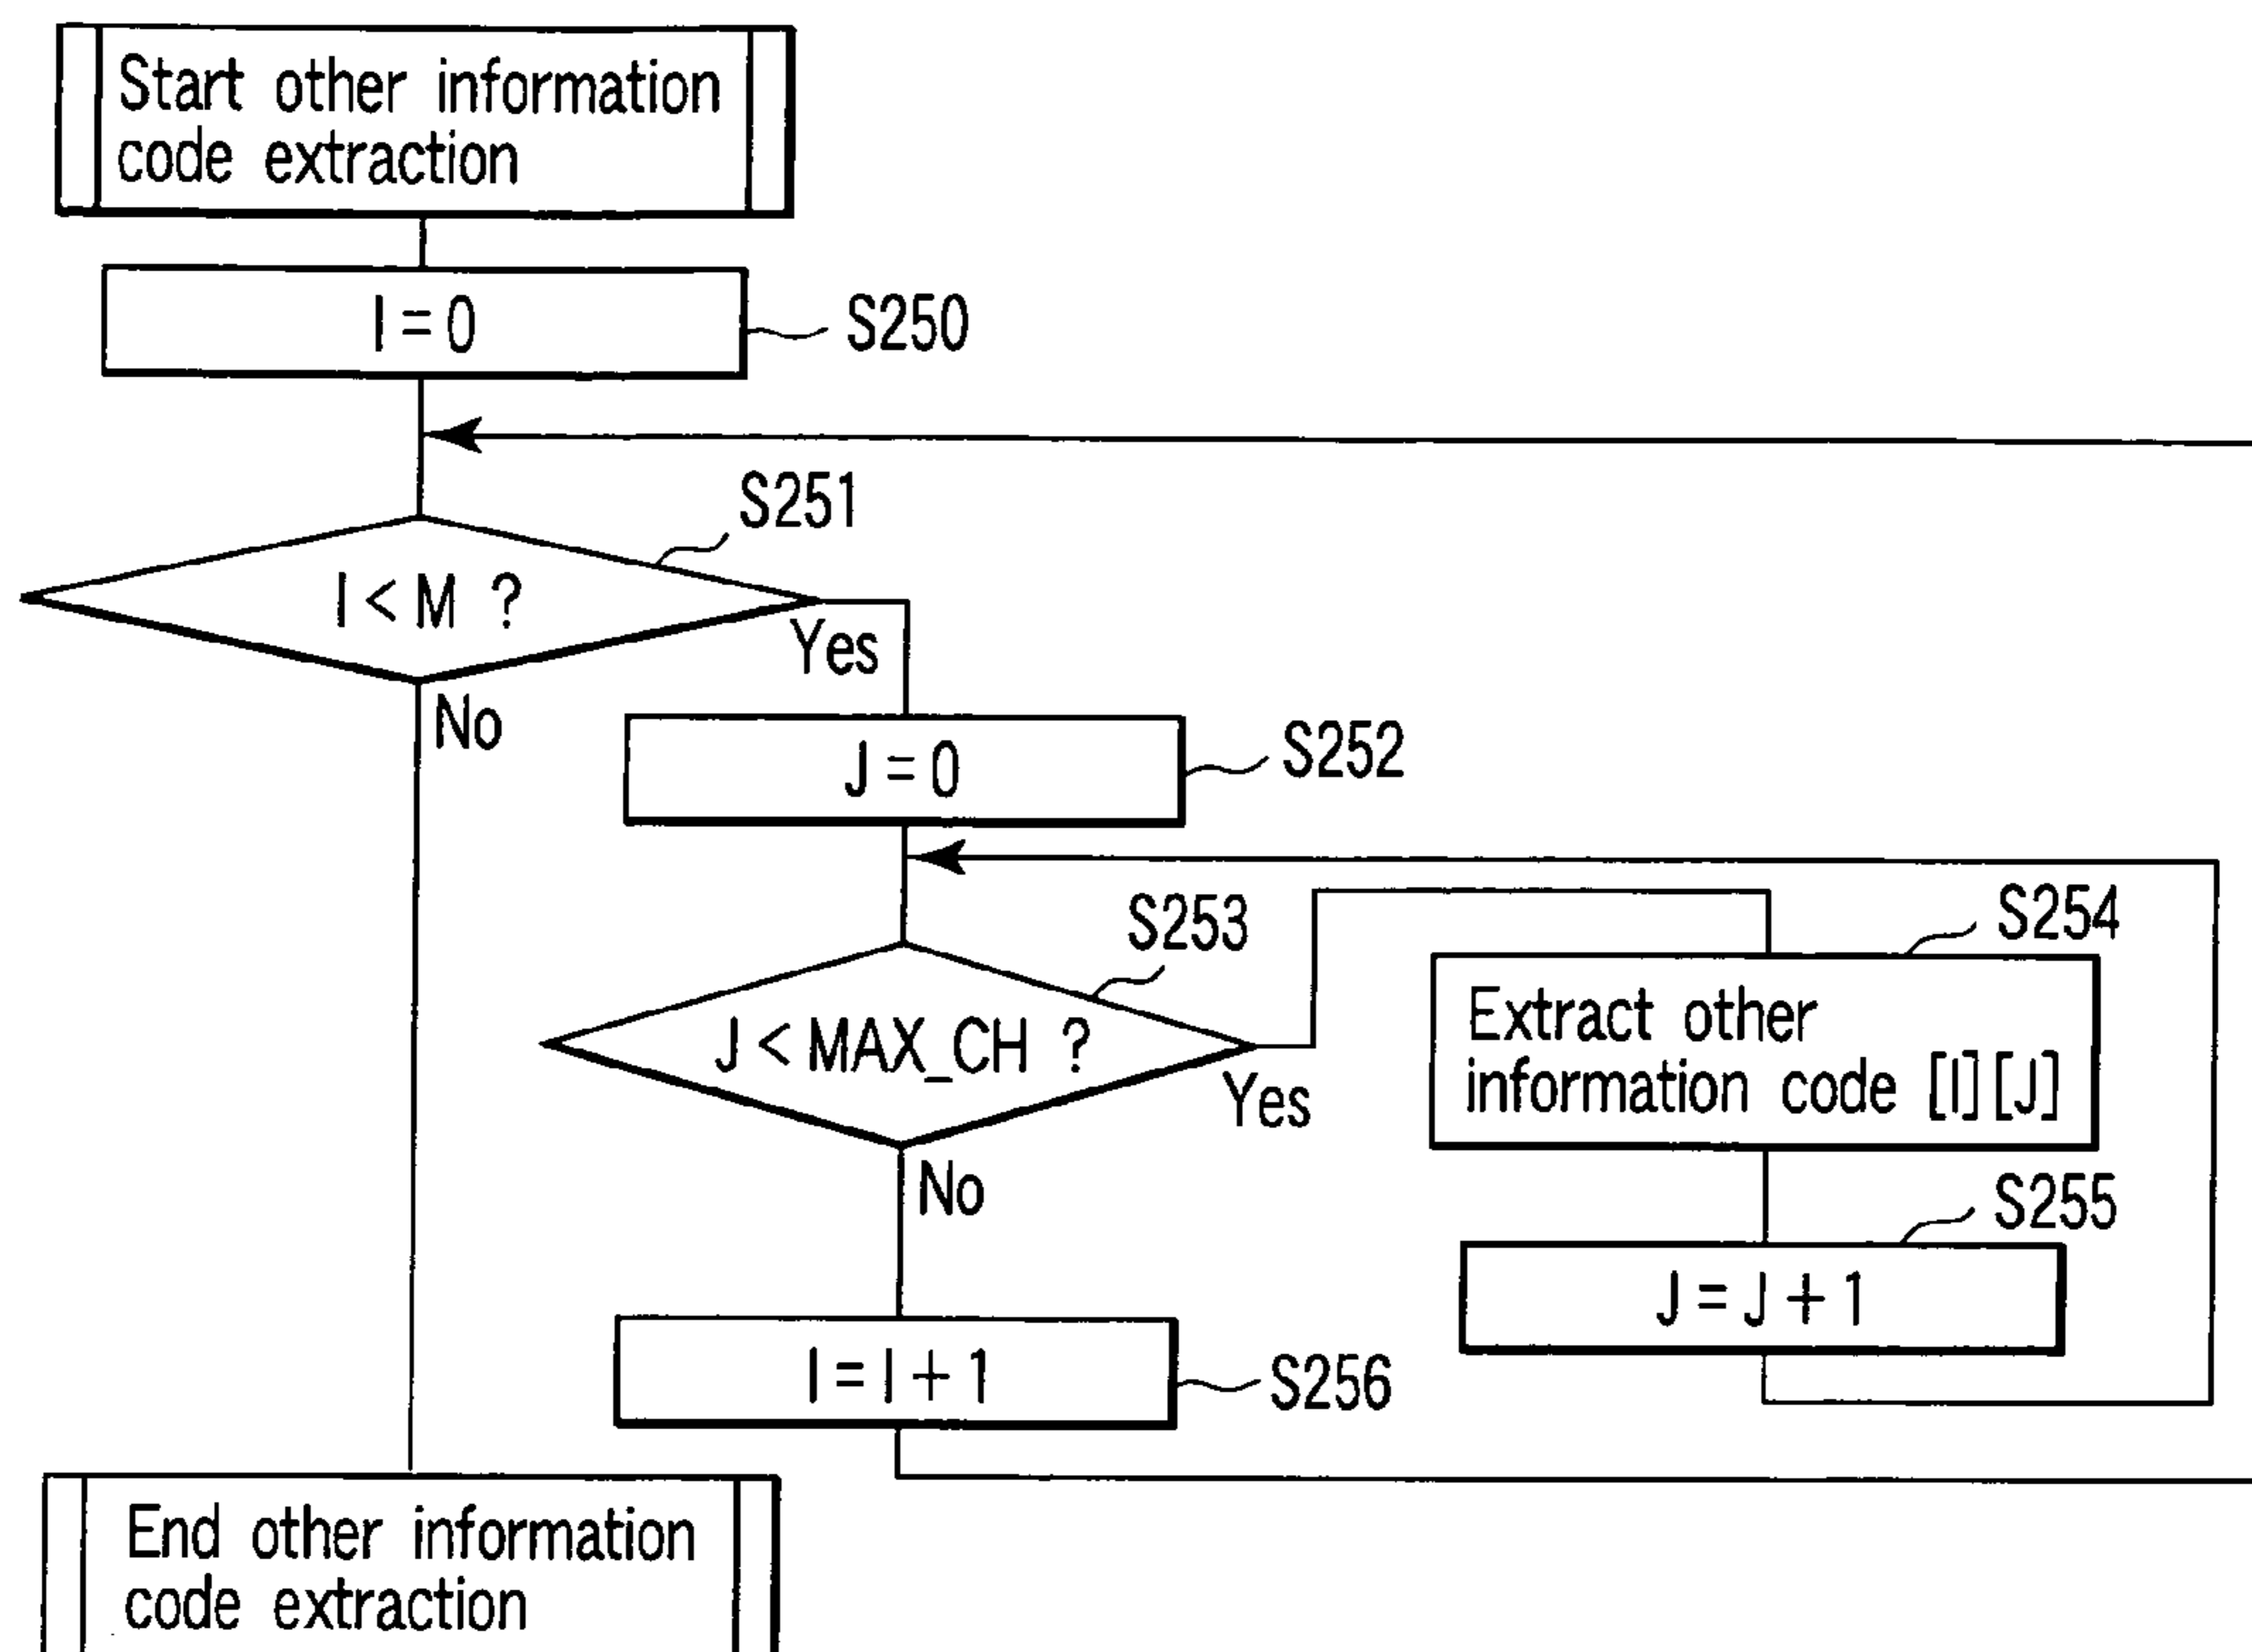 Start other information
code extraction
I = 0
S250
S251
I < M ?
Yes
No
J = 0
S252
S253
J < MAX_CH ?
Yes
No
S254
Extract other
information code [I] [J]
S255
J = J + 1
I = I + 1
S256
End other information
code extraction